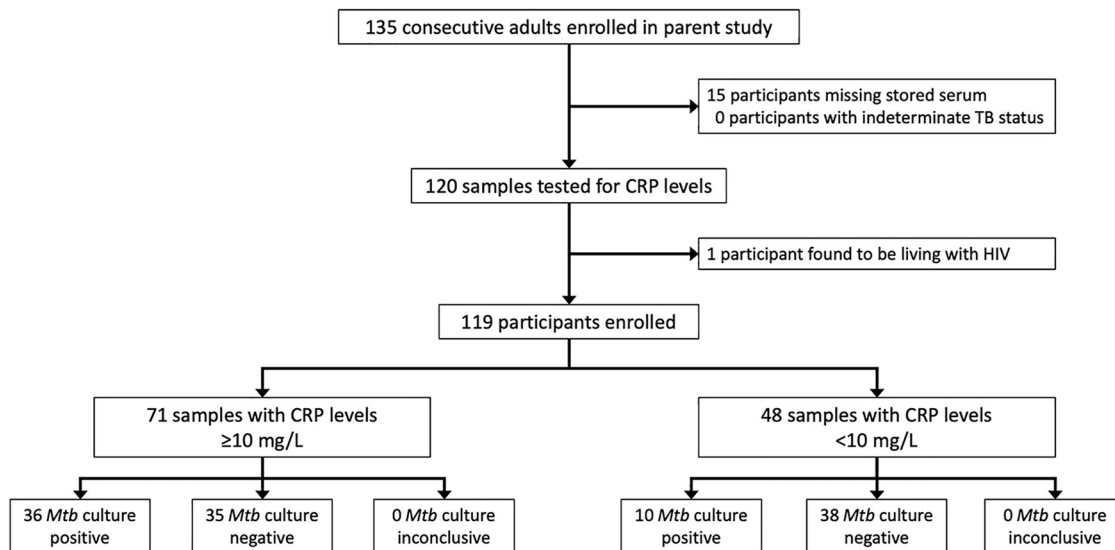 135 consecutive adults enrolled in parent study
15 participants missing stored serum
0 participants with indeterminate TB status
120 samples tested for CRP levels
1 participant found to be living with HIV
119 participants enrolled
71 samples with CRP levels
≥10 mg/L
48 samples with CRP levels
<10 mg/L
36 Mtb culture
positive
35 Mtb culture
negative
0 Mtb culture
inconclusive
10 Mtb culture
positive
38 Mtb culture
negative
0 Mtb culture
inconclusive